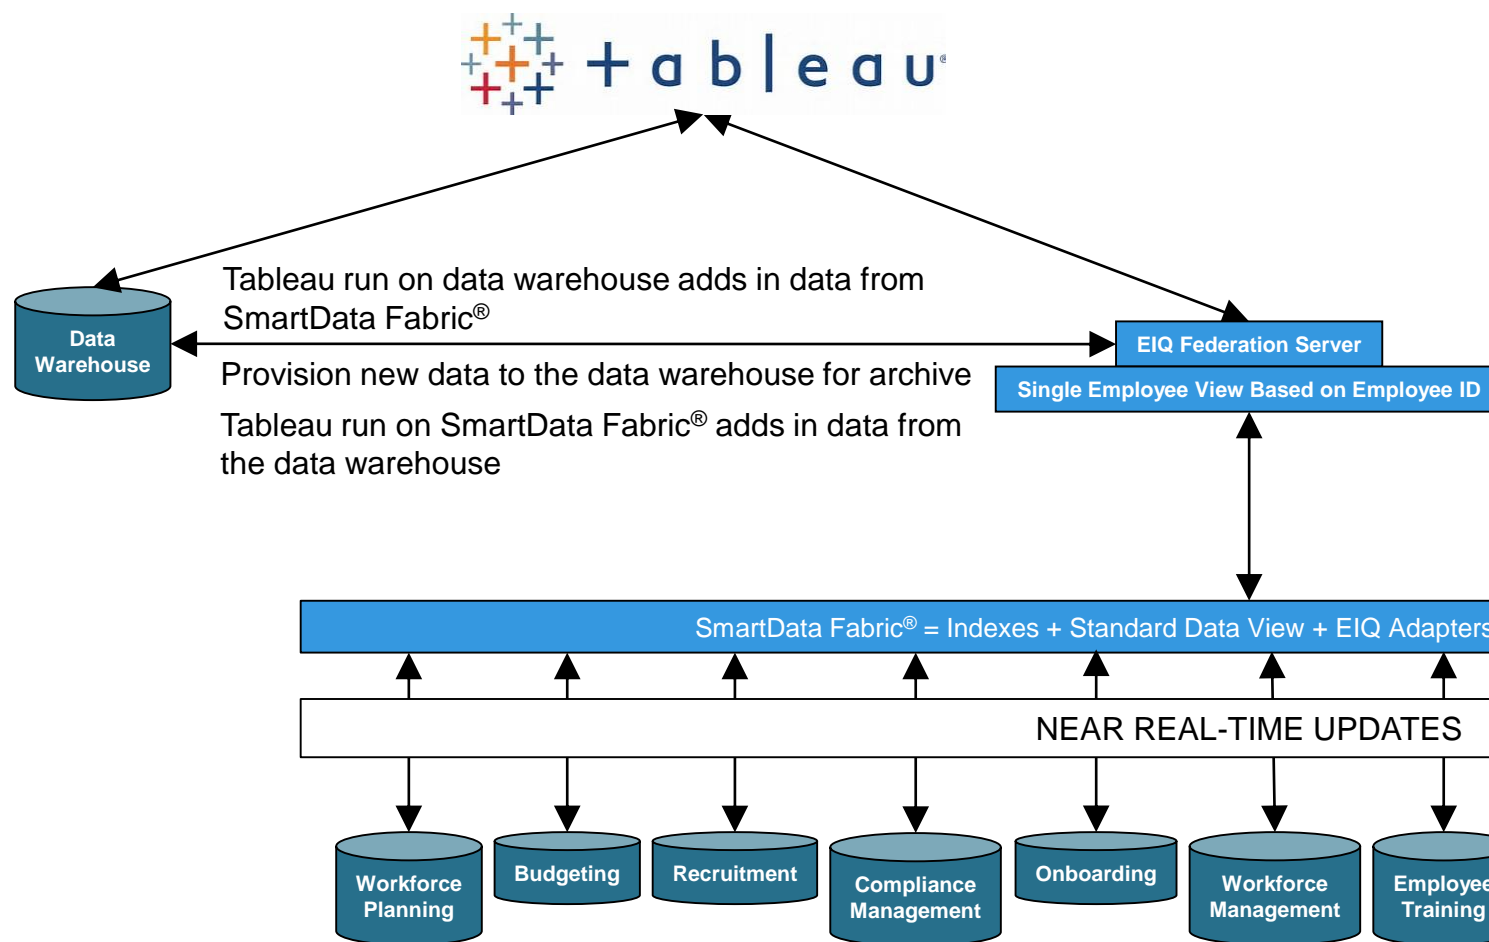 + a b l e a u®
Tableau run on data warehouse adds in data from
SmartData Fabric®
Data
Warehouse
EIQ Federation Server
Provision new data to the data warehouse for archive
Single Employee View Based on Employee ID
Tableau run on SmartData Fabric® adds in data from
the data warehouse
SmartData Fabric® = Indexes + Standard Data View + EIQ Adapters
NEAR REAL-TIME UPDATES
Workforce
Planning
Budgeting
Recruitment
Compliance
Management
Onboarding
Workforce
Management
Employee
Training